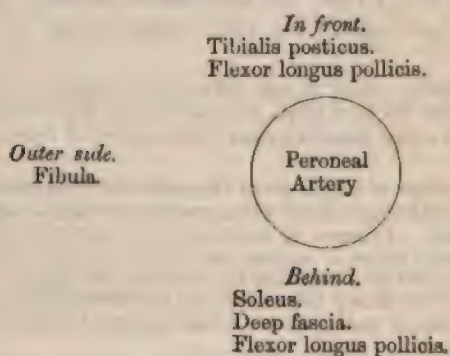 In front.
Tibialis posticus.
Flexor longus pollicis.
Outer side.
Fibula.
Peroneal
Artery
Behind.
Soleus.
Deep fascia.
Flexor longus pollicis.